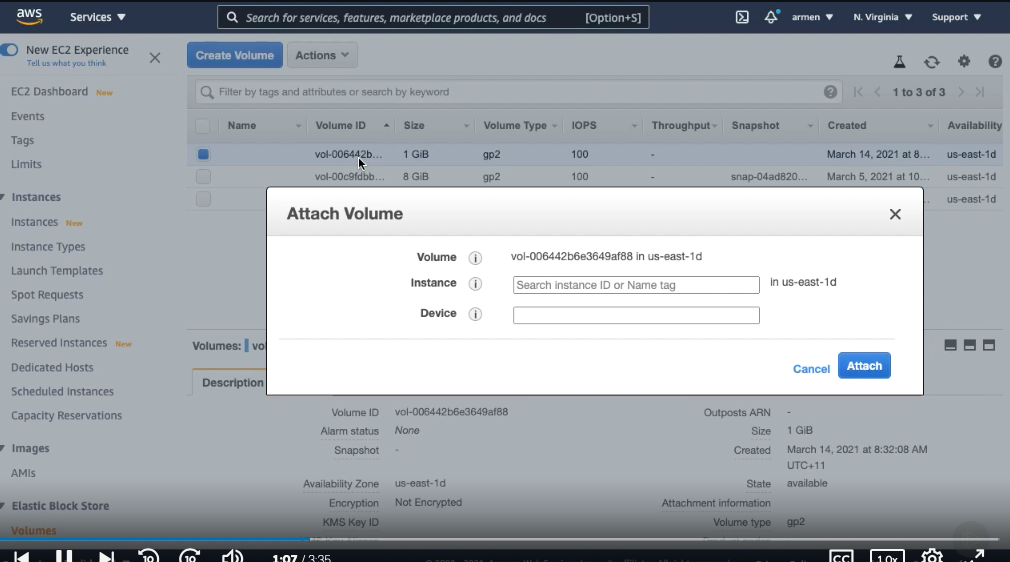 aws Services Search for services, features, marketplace products, and docs [Option+S] armen N. Virginia Support
New EC2 Experience
Tell us what you think
Create Volume Actions
EC2 Dashboard New
Events
Tags
Limits
Instances
Instances New
Instance Types
Launch Templates
Spot Requests
Savings Plans
Reserved Instances New
Dedicated Hosts
Scheduled Instances
Capacity Reservations
Images
AMIs
Elastic Block Store
Volumes
Filter by tags and attributes or search by keyword 1 to 3 of 3
Name Volume ID Size Volume Type IOPS Throughput Snapshot Created Availability
vol-006442b... 1 GiB gp2 100 - March 14, 2021 at 8... us-east-1d
vol-00c9fdbb... 8 GiB gp2 100 - snap-04ad820... March 5, 2021 at 10... us-east-1d
us-east-1d
Attach Volume
Volume i vol-006442b6e3649af88 in us-east-1d
Instance i Search instance ID or Name tag in us-east-1d
Device i
Cancel Attach
Volumes: vol
Description
Volume ID vol-006442b6e3649af88 Outposts ARN -
Alarm status None Size 1 GiB
Snapshot - Created March 14, 2021 at 8:32:08 AM
UTC+11
Availability Zone us-east-1d State available
Encryption Not Encrypted Attachment information
KMS Key ID Volume type gp2
10 10 1:07 / 3:35 CC 1.0x